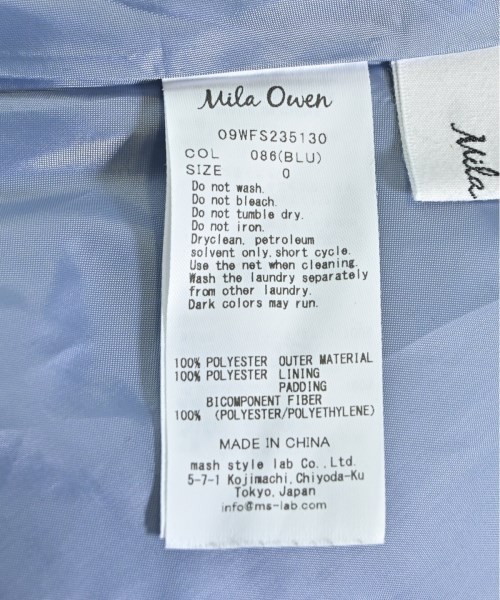 Mila Owen
09WFS235130
COL 086(BLU)
SIZE 0
Do not wash.
Do not bleach.
Do not tumble dry.
Do not iron.
Dryclean, petroleum
solvent only, short cycle.
Use the net when cleaning.
Wash the laundry separately
from other laundry.
Dark colors may run.
100% POLYESTER OUTER MATERIAL
100% POLYESTER LINING
PADDING
BICOMPONENT FIBER
100% (POLYESTER/POLYETHYLENE)
MADE IN CHINA
mash style lab Co.,Ltd.
5-7-1 Kojimachi,Chiyoda-Ku
Tokyo,Japan
info@ms-lab.com
Mila